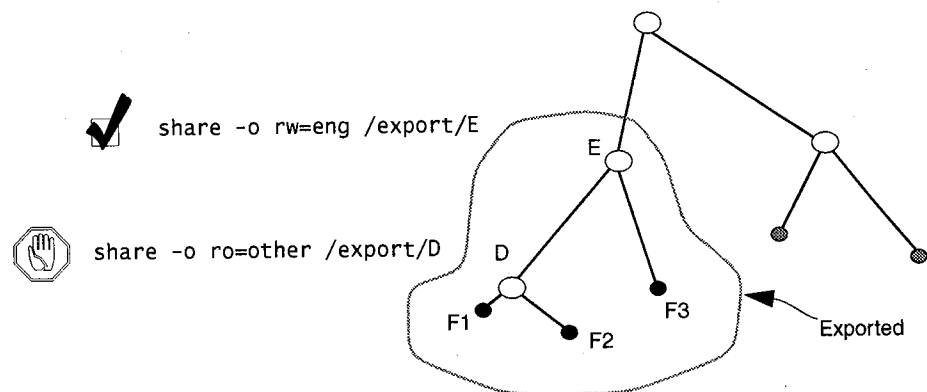 share -o rw=eng /export/E
E
share -o ro=other /export/D
D
F1
F2
F3
Exported